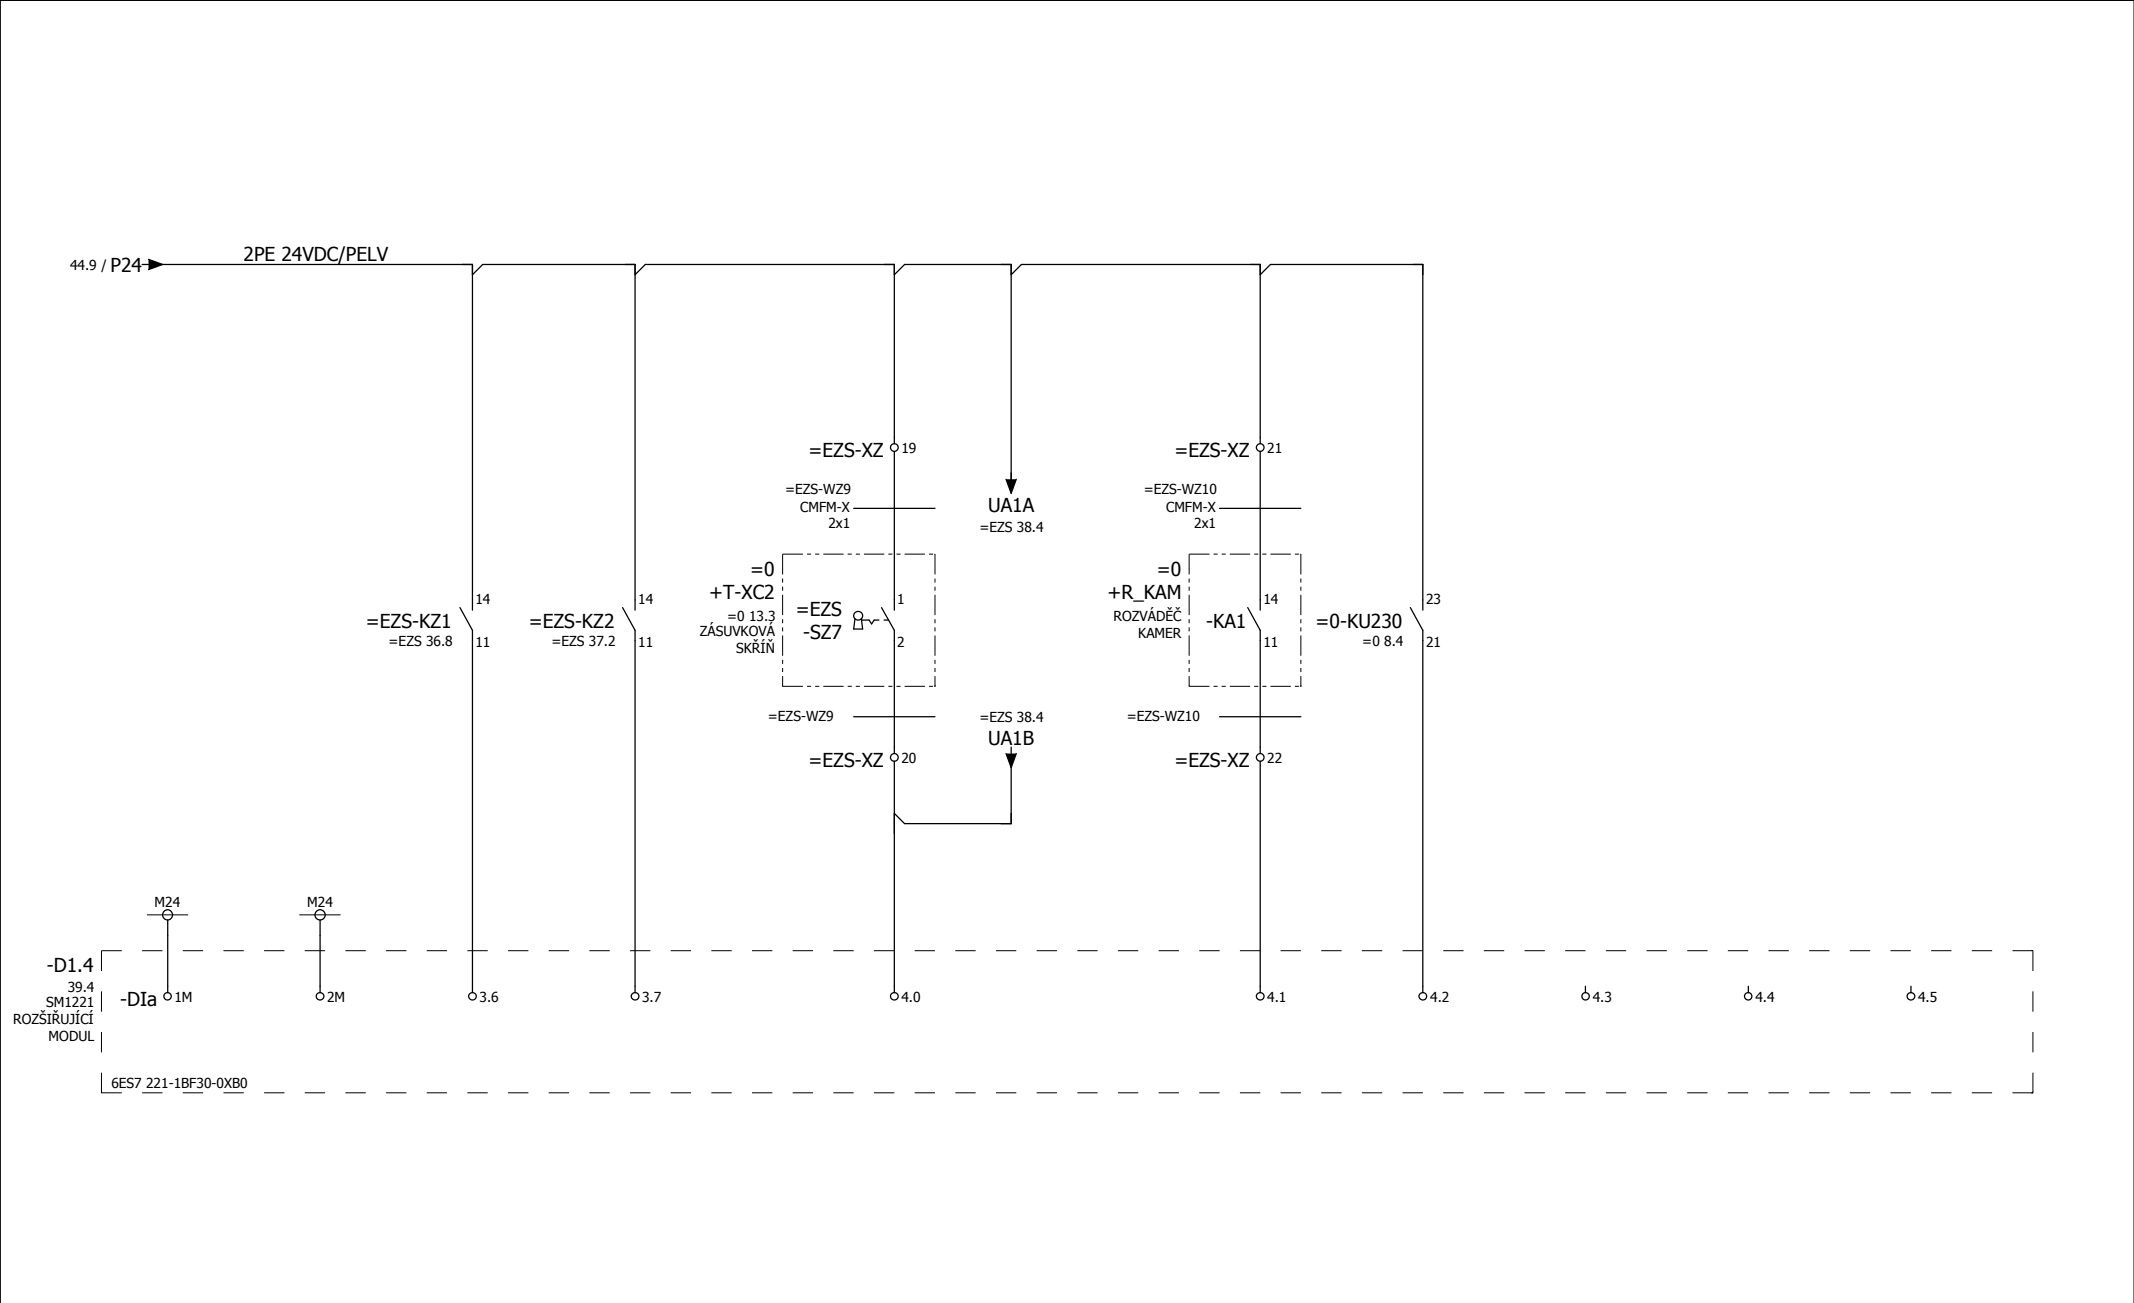 2PE 24VDC/PELV
44.9 / P24
=EZS-XZ 19
=EZS-XZ 21
=EZS-WZ9
CMFM-X
2x1
UA1A
=EZS 38.4
=EZS-WZ10
CMFM-X
2x1
=EZS-KZ1
=EZS 36.8
14
11
=EZS-KZ2
=EZS 37.2
14
11
=0
+T-XC2
=0 13.3
ZÁSUVKOVÁ
SKŘÍŇ
=EZS
-SZ7
1
2
=0
+R_KAM
ROZVÁDĚČ
KAMER
-KA1
14
11
=0-KU230
=0 8.4
23
21
=EZS-WZ9
=EZS 38.4
UA1B
=EZS-WZ10
=EZS-XZ 20
=EZS-XZ 22
M24
M24
-D1.4
39.4
SM1221
ROZŠIŘUJÍCÍ
MODUL
-DIa
1M
2M
3.6
3.7
4.0
4.1
4.2
4.3
4.4
4.5
6ES7 221-1BF30-0XB0